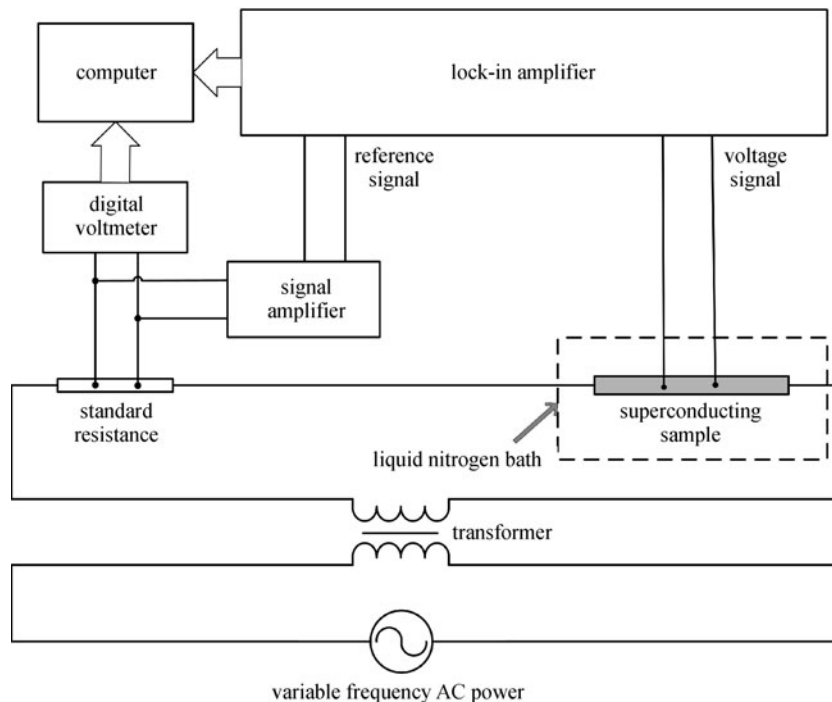 computer
lock-in amplifier
reference
signal
voltage
signal
digital
voltmeter
signal
amplifier
standard
resistance
superconducting
sample
liquid nitrogen bath
transformer
variable frequency AC power